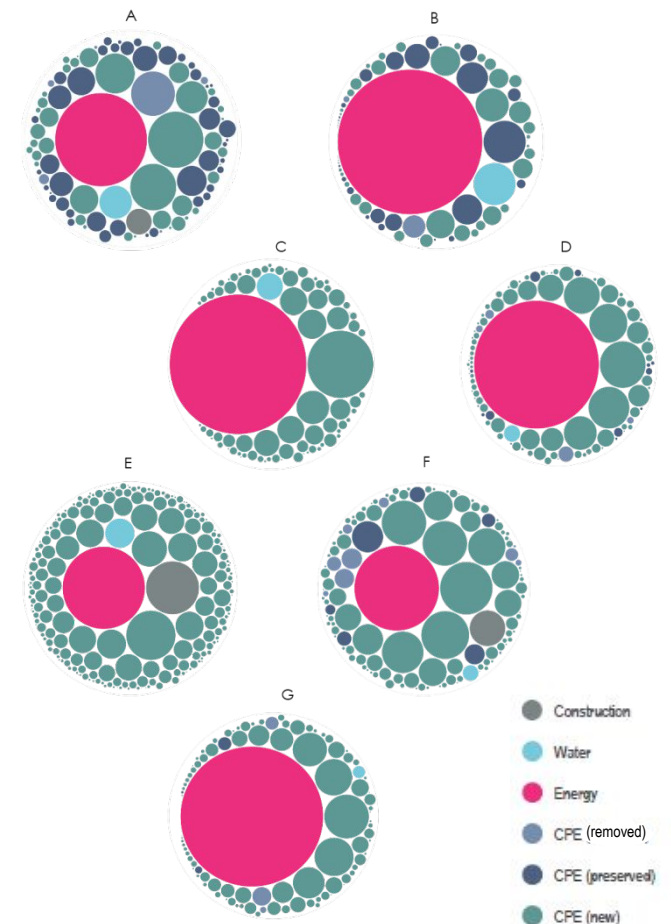 A
B
C
D
E
F
G
Construction
Water
Energy
CPE (removed)
CPE (preserved)
CPE (new)